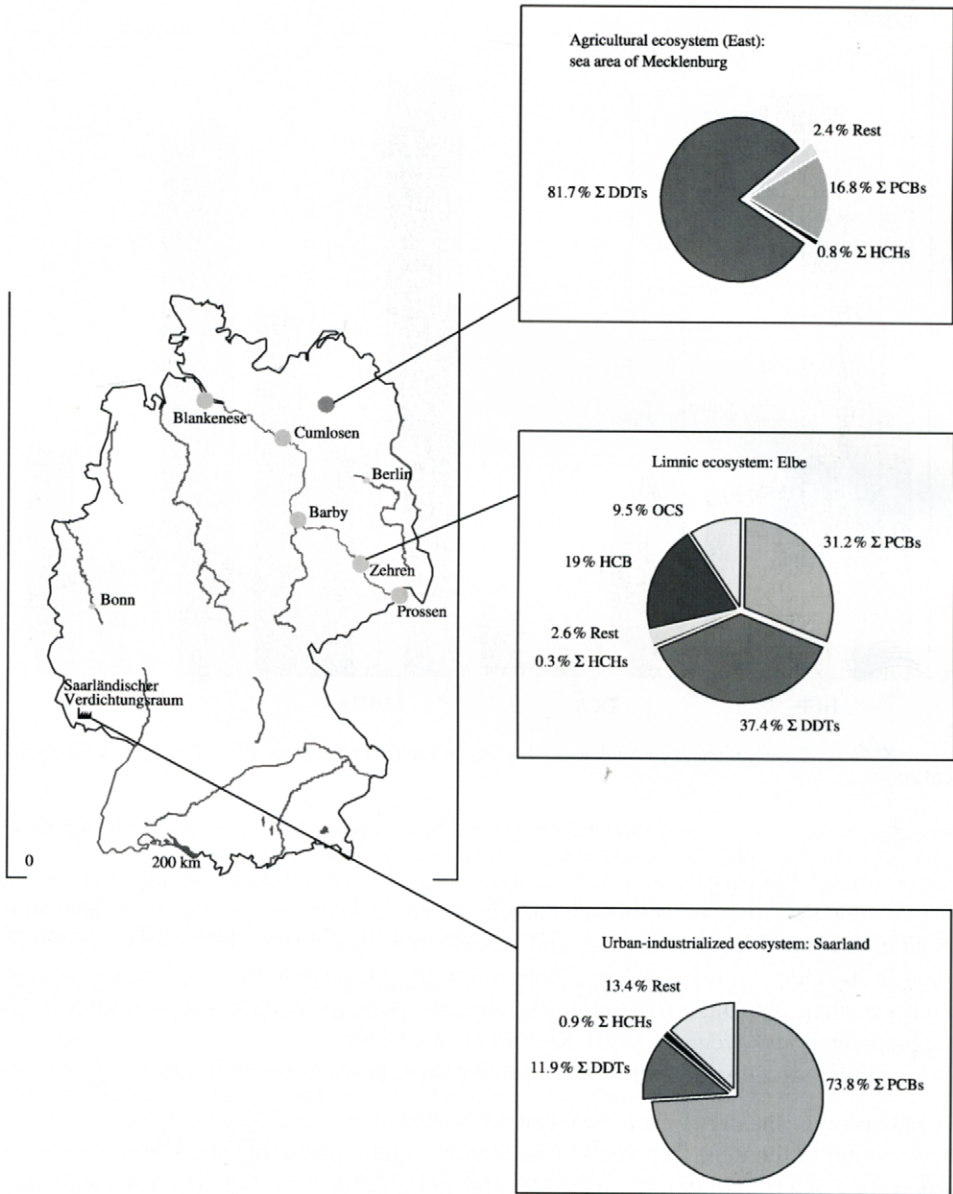 Agricultural ecosystem (East):
sea area of Mecklenburg
2.4 % Rest
81.7 % Σ DDTs
16.8 % Σ PCBs
0.8 % Σ HCHs
Blankenese
Cumlosen
Berlin
Barby
Zehren
Prossen
Bonn
Saarländischer
Verdichtungsraum
0
200 km
Limnic ecosystem: Elbe
9.5 % OCS
31.2 % Σ PCBs
19 % HCB
2.6 % Rest
0.3 % Σ HCHs
37.4 % Σ DDTs
Urban-industrialized ecosystem: Saarland
13.4 % Rest
0.9 % Σ HCHs
11.9 % Σ DDTs
73.8 % Σ PCBs